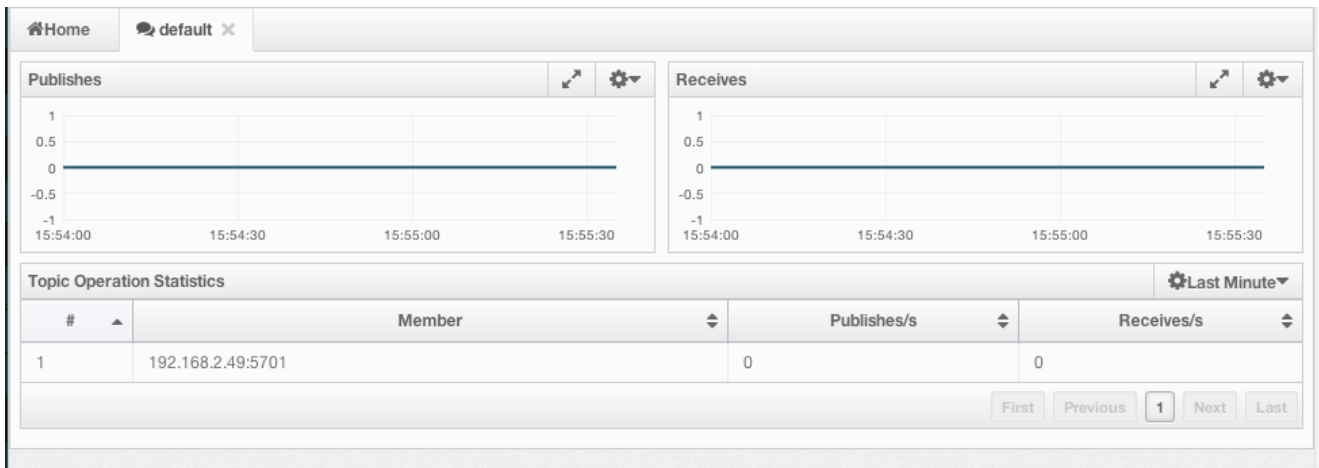 Home default
Publishes
1
0.5
0
-0.5
-1
15:54:00 15:54:30 15:55:00 15:55:30
Receives
1
0.5
0
-0.5
-1
15:54:00 15:54:30 15:55:00 15:55:30
Topic Operation Statistics Last Minute
# Member Publishes/s Receives/s
1 192.168.2.49:5701 0 0
First Previous 1 Next Last